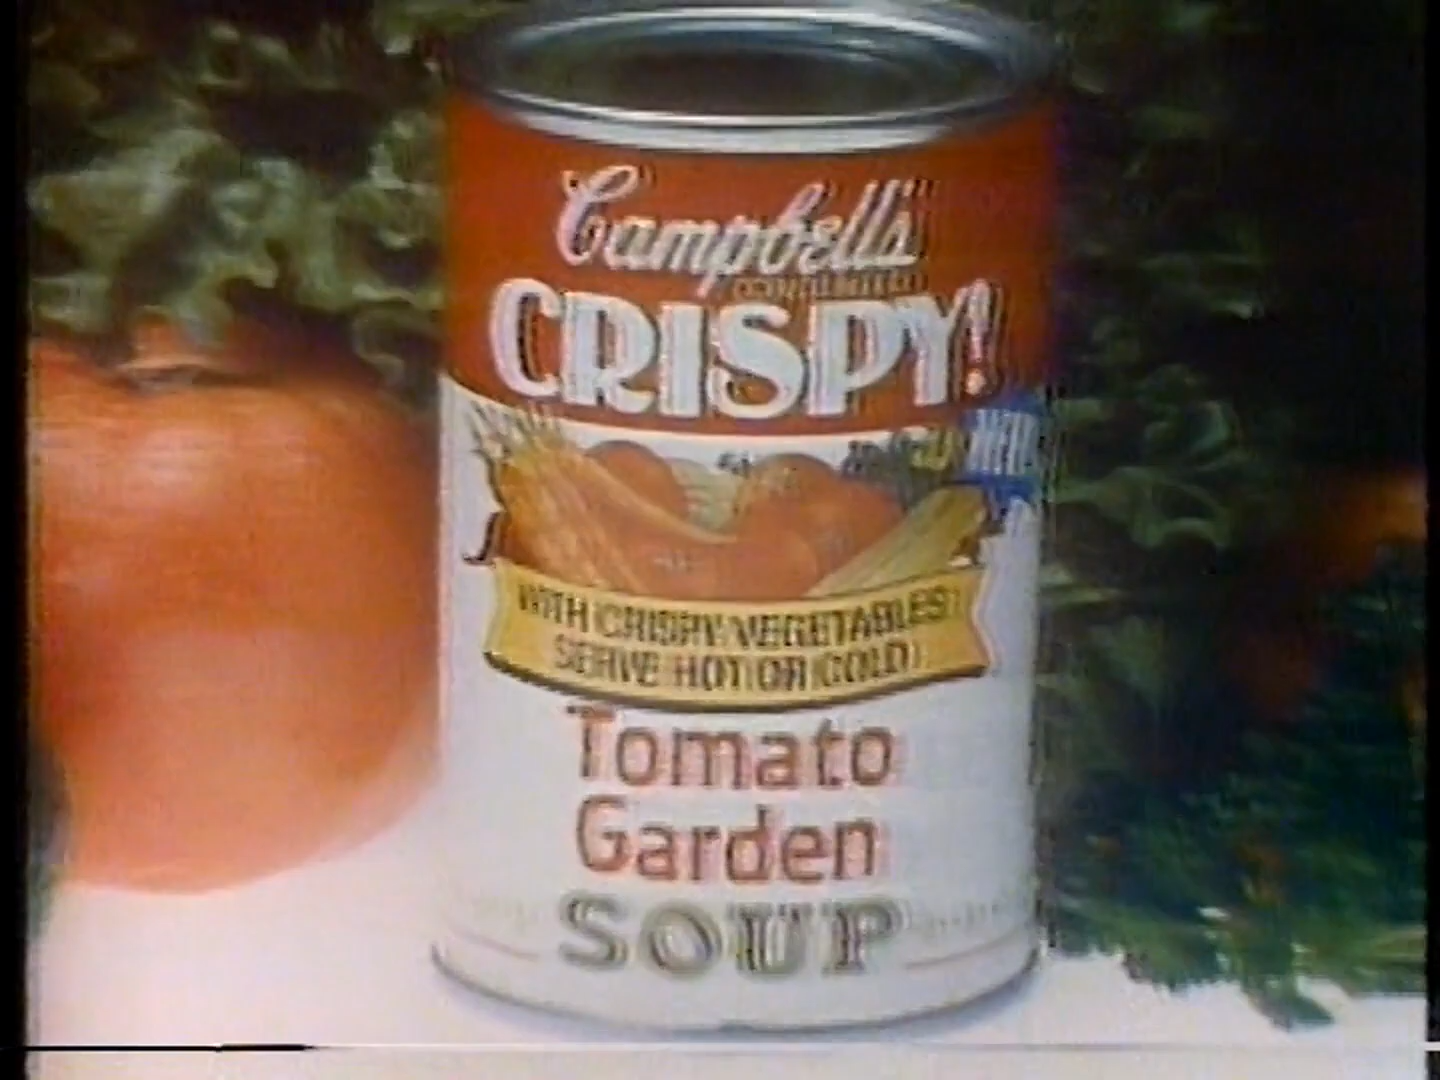 Campbell's
CRISPY!
WITH CRISPY VEGETABLES!
SERVE HOT OR COLD!
Tomato
Garden
SOUP